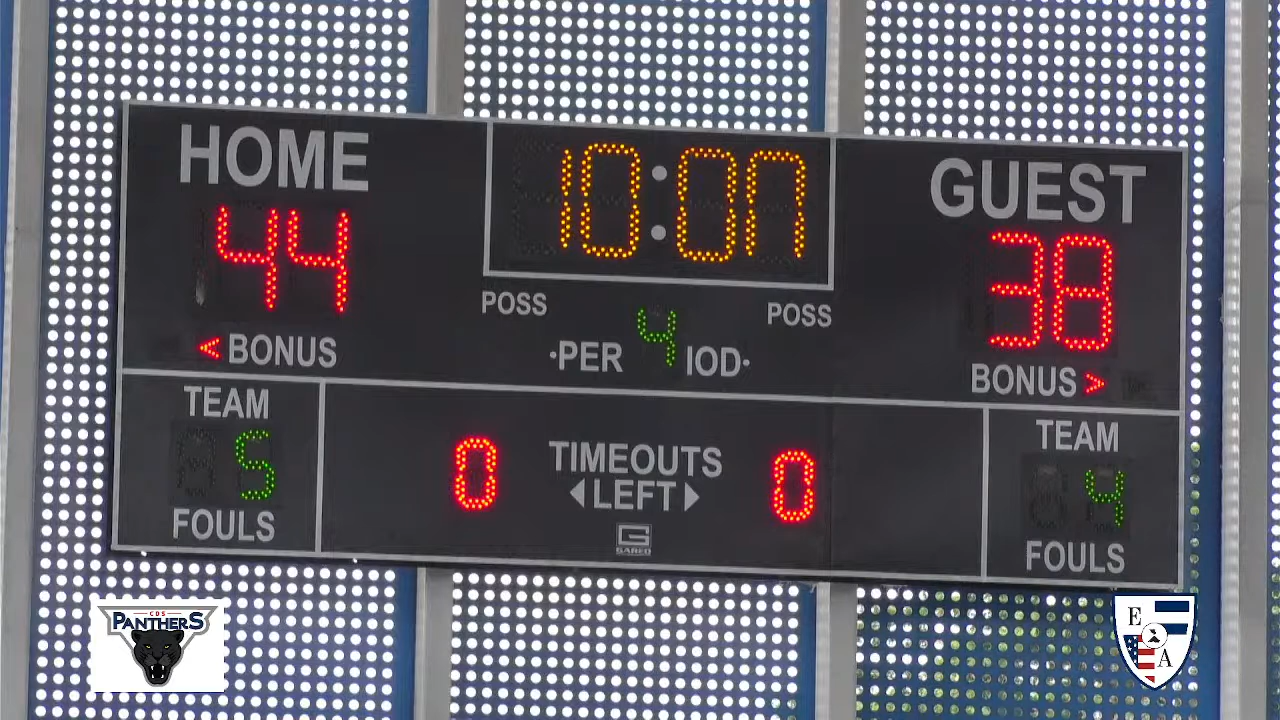 HOME
10:0
GUEST
44
38
POSS
POSS
·PER 4 IOD·
< BONUS
BONUS >
TEAM
5
FOULS
0
TIMEOUTS
◀ LEFT ▶
0
TEAM
4
FOULS
G
GARED
CDS
PANTHERS
E
A